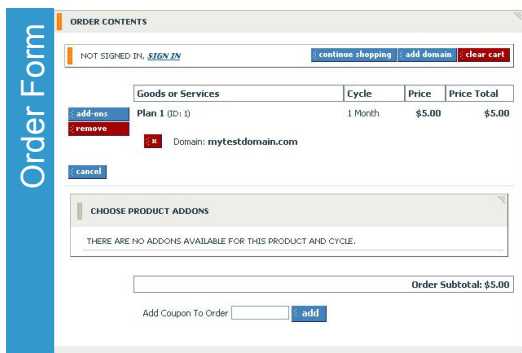 Order Form
ORDER CONTENTS
NOT SIGNED IN, SIGN IN
continue shopping add domain clear cart
Goods or Services Cycle Price Price Total
add-ons Plan 1 (ID: 1) 1 Month $5.00 $5.00
remove
x Domain: mytestdomain.com
cancel
CHOOSE PRODUCT ADDONS
THERE ARE NO ADDONS AVAILABLE FOR THIS PRODUCT AND CYCLE.
Order Subtotal: $5.00
Add Coupon To Order add